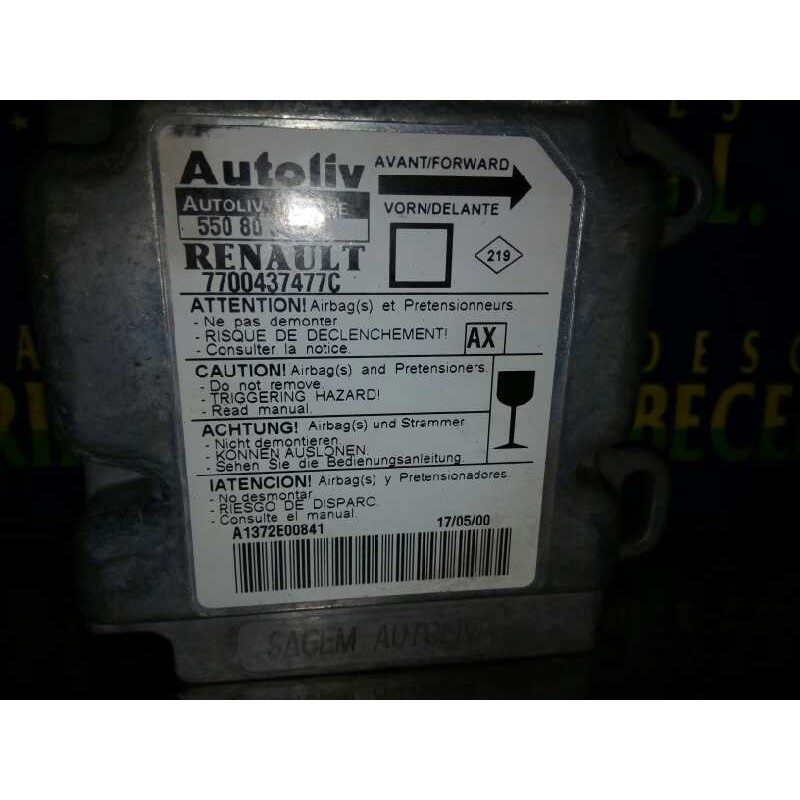 Autoliv
AVANT/FORWARD
AUTOLIV
VORN/DELANTE
550 80
RENAULT
219
7700437477C
ATTENTION! Airbag(s) et Pretensionneurs.
- Ne pas demonter
- RISQUE DE DECLENCHEMENT!
- Consulter la notice.
AX
CAUTION! Airbag(s) and Pretensioners.
- Do not remove.
- TRIGGERING HAZARD!
- Read manual.
ACHTUNG! Airbag(s) und Strammer
- Nicht demontieren.
- KONNEN AUSLONEN
- Sehen Sie die Bedienungsanleitung.
!ATENCION! Airbag(s) y Pretensionadores.
- No desmontar
- RIESGO DE DISPARC.
- Consulte el manual.
A1372E00841
17/05/00
SAGEM AUTOLIV